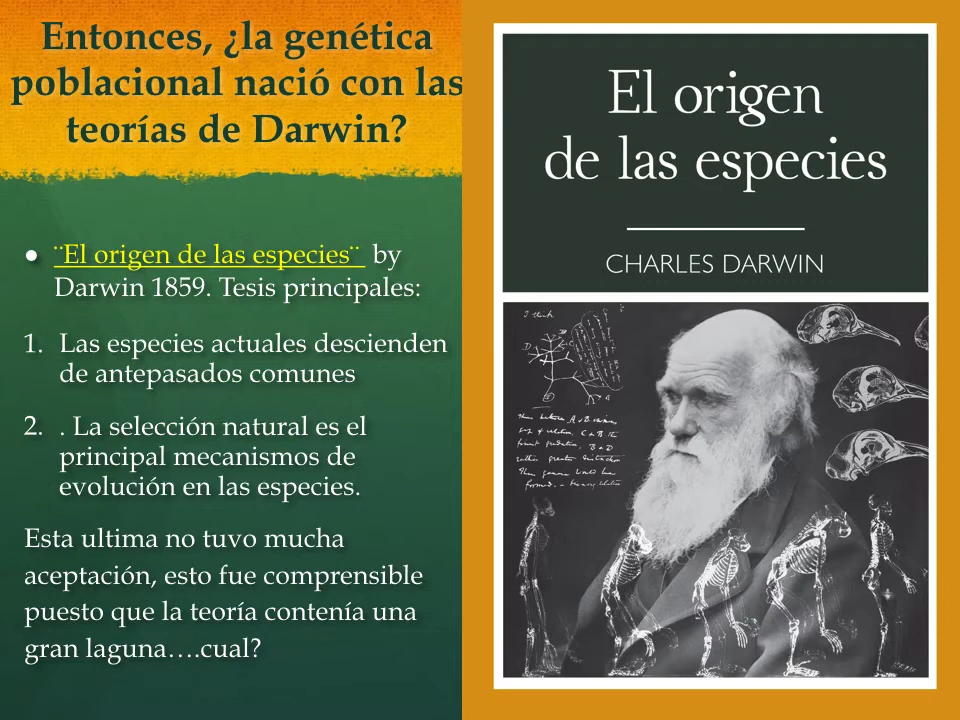 Entonces, ¿la genética
poblacional nació con las
teorías de Darwin?
● ¨El origen de las especies¨ by
Darwin 1859. Tesis principales:
1. Las especies actuales descienden
de antepasados comunes
2. . La selección natural es el
principal mecanismos de
evolución en las especies.
Esta ultima no tuvo mucha
aceptación, esto fue comprensible
puesto que la teoría contenía una
gran laguna….cual?
El origen
de las especies
CHARLES DARWIN
I think